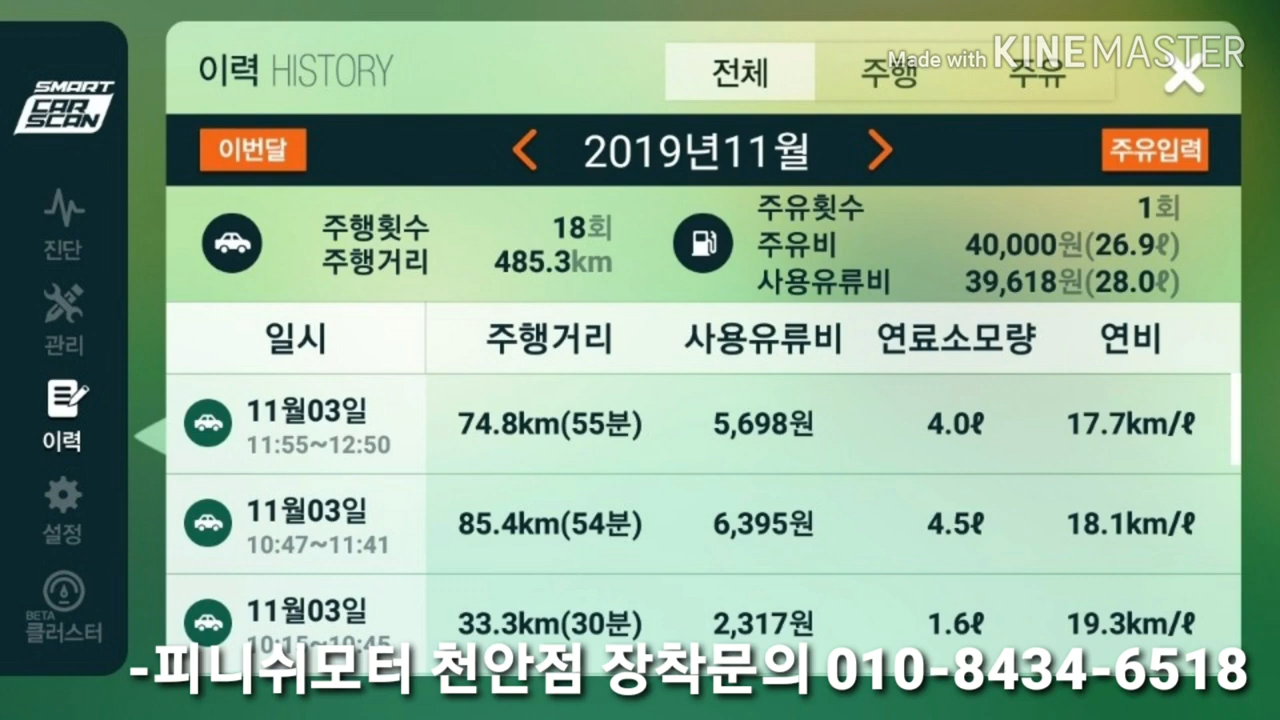 Made with KINEMASTER
SMART
CAR
SCAN
진단
관리
이력
설정
BETA
클러스터
이력 HISTORY
전체 주행 주유
이번달 2019년11월 주유입력
주행횟수 18회
주행거리 485.3km
주유횟수 1회
주유비 40,000원(26.9ℓ)
사용유류비 39,618원(28.0ℓ)
일시 주행거리 사용유류비 연료소모량 연비
11월03일
11:55~12:50
74.8km(55분) 5,698원 4.0ℓ 17.7km/ℓ
11월03일
10:47~11:41
85.4km(54분) 6,395원 4.5ℓ 18.1km/ℓ
11월03일
10:15~10:45
33.3km(30분) 2,317원 1.6ℓ 19.3km/ℓ
-피니쉬모터 천안점 장착문의 010-8434-6518